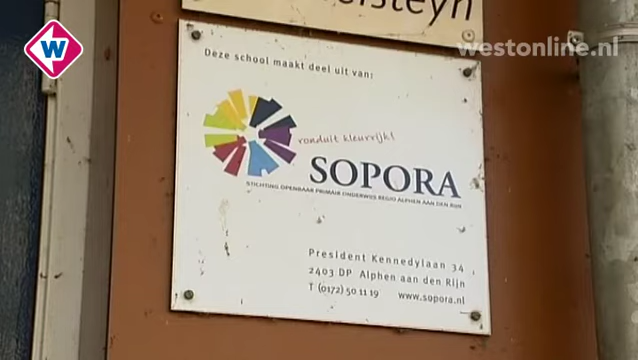 westonline.nl
W
Deze school maakt deel uit van:
ronduit kleurrijk!
SOPORA
STICHTING OPENBAAR PRIMAIR ONDERWIJS REGIO ALPHEN AAN DEN RIJN
President Kennedylaan 34
2403 DP Alphen aan den Rijn
T (0172) 50 11 19 www.sopora.nl